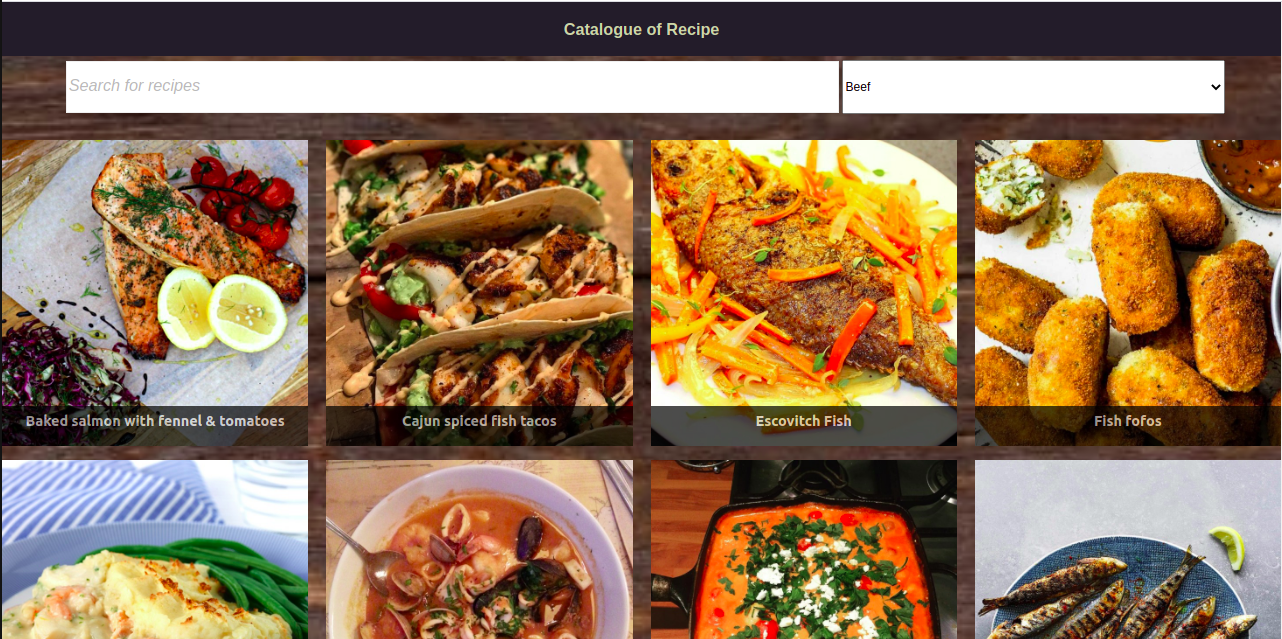 Catalogue of Recipe
Search for recipes
Beef
Baked salmon with fennel & tomatoes
Cajun spiced fish tacos
Escovitch Fish
Fish fofos